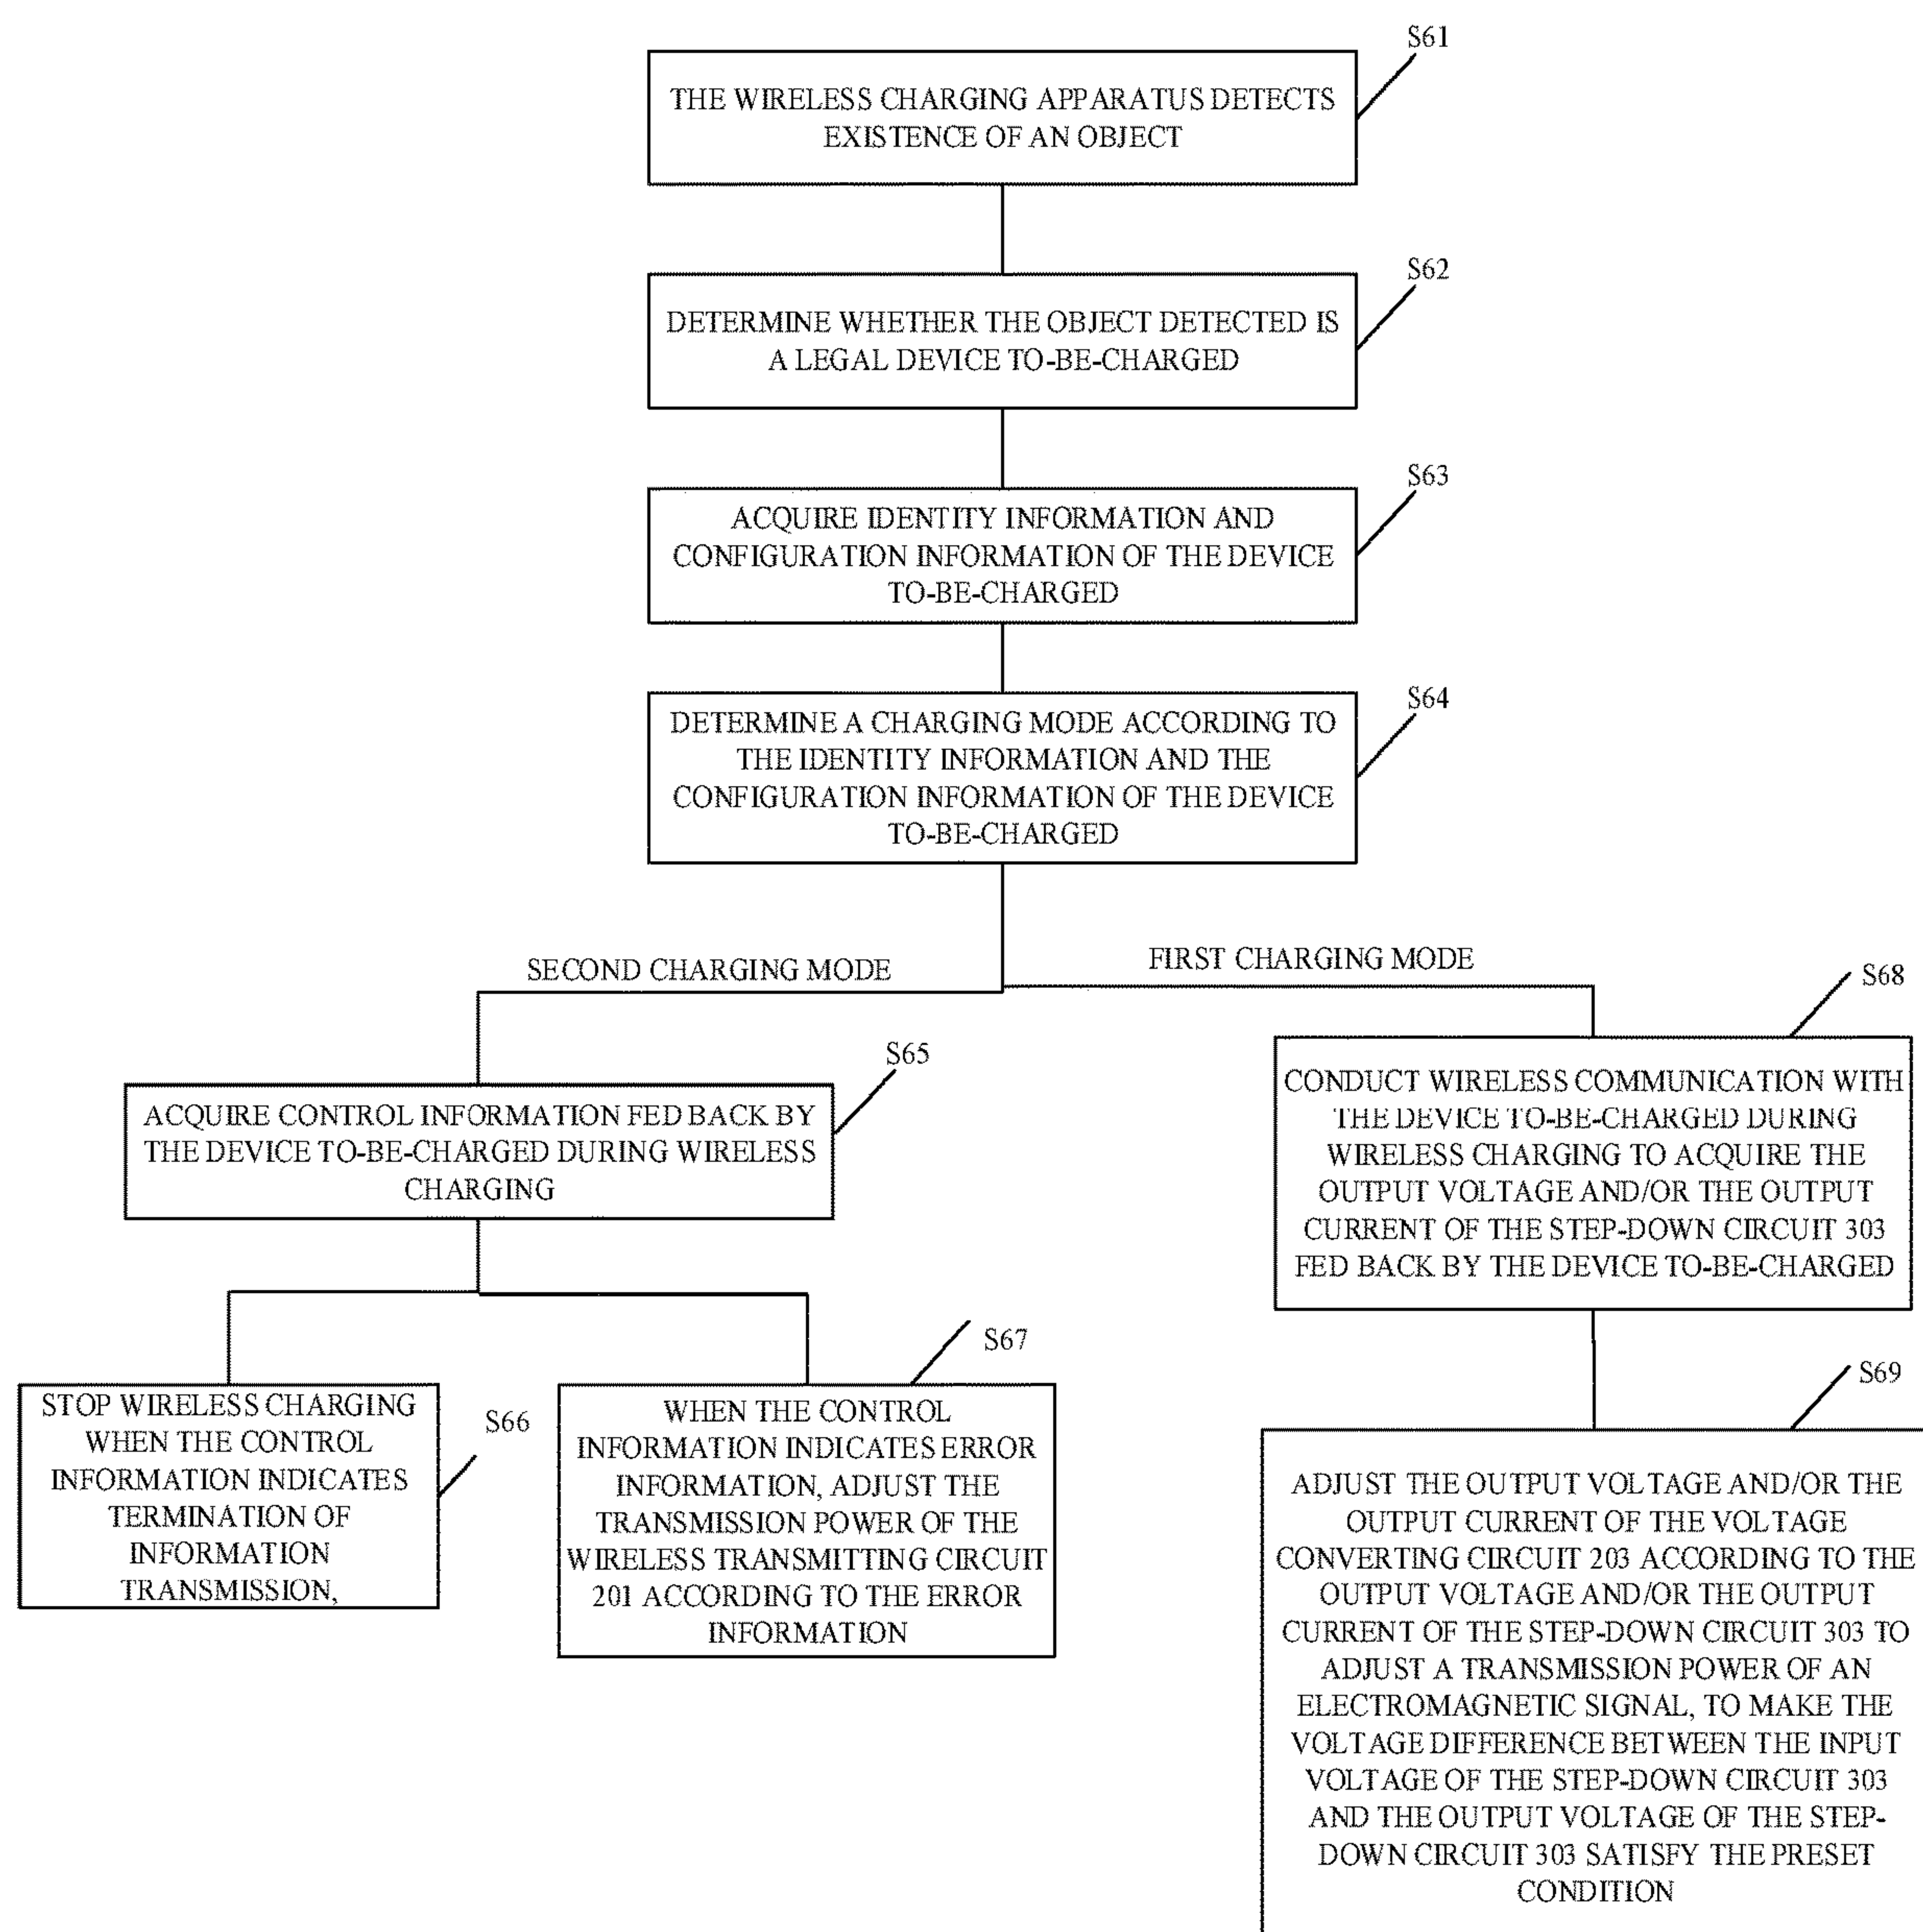 S61
THE WIRELESS CHARGING APPARATUS DETECTS
EXISTENCE OF AN OBJECT
S62
DETERMINE WHETHER THE OBJECT DETECTED IS
A LEGAL DEVICE TO-BE-CHARGED
S63
ACQUIRE IDENTITY INFORMATION AND
CONFIGURATION INFORMATION OF THE DEVICE
TO-BE-CHARGED
S64
DETERMINE A CHARGING MODE ACCORDING TO
THE IDENTITY INFORMATION AND THE
CONFIGURATION INFORMATION OF THE DEVICE
TO-BE-CHARGED
SECOND CHARGING MODE
FIRST CHARGING MODE
S65
ACQUIRE CONTROL INFORMATION FED BACK BY
THE DEVICE TO-BE-CHARGED DURING WIRELESS
CHARGING
S66
STOP WIRELESS CHARGING
WHEN THE CONTROL
INFORMATION INDICATES
TERMINATION OF
INFORMATION
TRANSMISSION,
S67
WHEN THE CONTROL
INFORMATION INDICATES ERROR
INFORMATION, ADJUST THE
TRANSMISSION POWER OF THE
WIRELESS TRANSMITTING CIRCUIT
201 ACCORDING TO THE ERROR
INFORMATION
S68
CONDUCT WIRELESS COMMUNICATION WITH
THE DEVICE TO-BE-CHARGED DURING
WIRELESS CHARGING TO ACQUIRE THE
OUTPUT VOLTAGE AND/OR THE OUTPUT
CURRENT OF THE STEP-DOWN CIRCUIT 303
FED BACK BY THE DEVICE TO-BE-CHARGED
S69
ADJUST THE OUTPUT VOLTAGE AND/OR THE
OUTPUT CURRENT OF THE VOLTAGE
CONVERTING CIRCUIT 203 ACCORDING TO THE
OUTPUT VOLTAGE AND/OR THE OUTPUT
CURRENT OF THE STEP-DOWN CIRCUIT 303 TO
ADJUST A TRANSMISSION POWER OF AN
ELECTROMAGNETIC SIGNAL, TO MAKE THE
VOLTAGE DIFFERENCE BETWEEN THE INPUT
VOLTAGE OF THE STEP-DOWN CIRCUIT 303
AND THE OUTPUT VOLTAGE OF THE STEP-
DOWN CIRCUIT 303 SATISFY THE PRESET
CONDITION